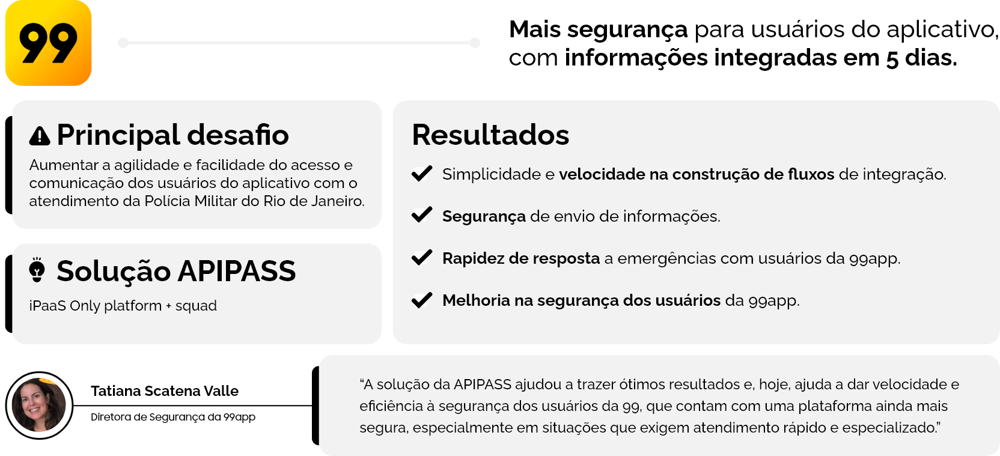 99
Mais segurança para usuários do aplicativo,
com informações integradas em 5 dias.
Principal desafio
Aumentar a agilidade e facilidade do acesso e
comunicação dos usuários do aplicativo com o
atendimento da Polícia Militar do Rio de Janeiro.
Solução APIPASS
iPaaS Only platform + squad
Resultados
Simplicidade e velocidade na construção de fluxos de integração.
Segurança de envio de informações.
Rapidez de resposta a emergências com usuários da 99app.
Melhoria na segurança dos usuários da 99app.
Tatiana Scatena Valle
Diretora de Segurança da 99app
“A solução da APIPASS ajudou a trazer ótimos resultados e, hoje, ajuda a dar velocidade e
eficiência à segurança dos usuários da 99, que contam com uma plataforma ainda mais
segura, especialmente em situações que exigem atendimento rápido e especializado.”